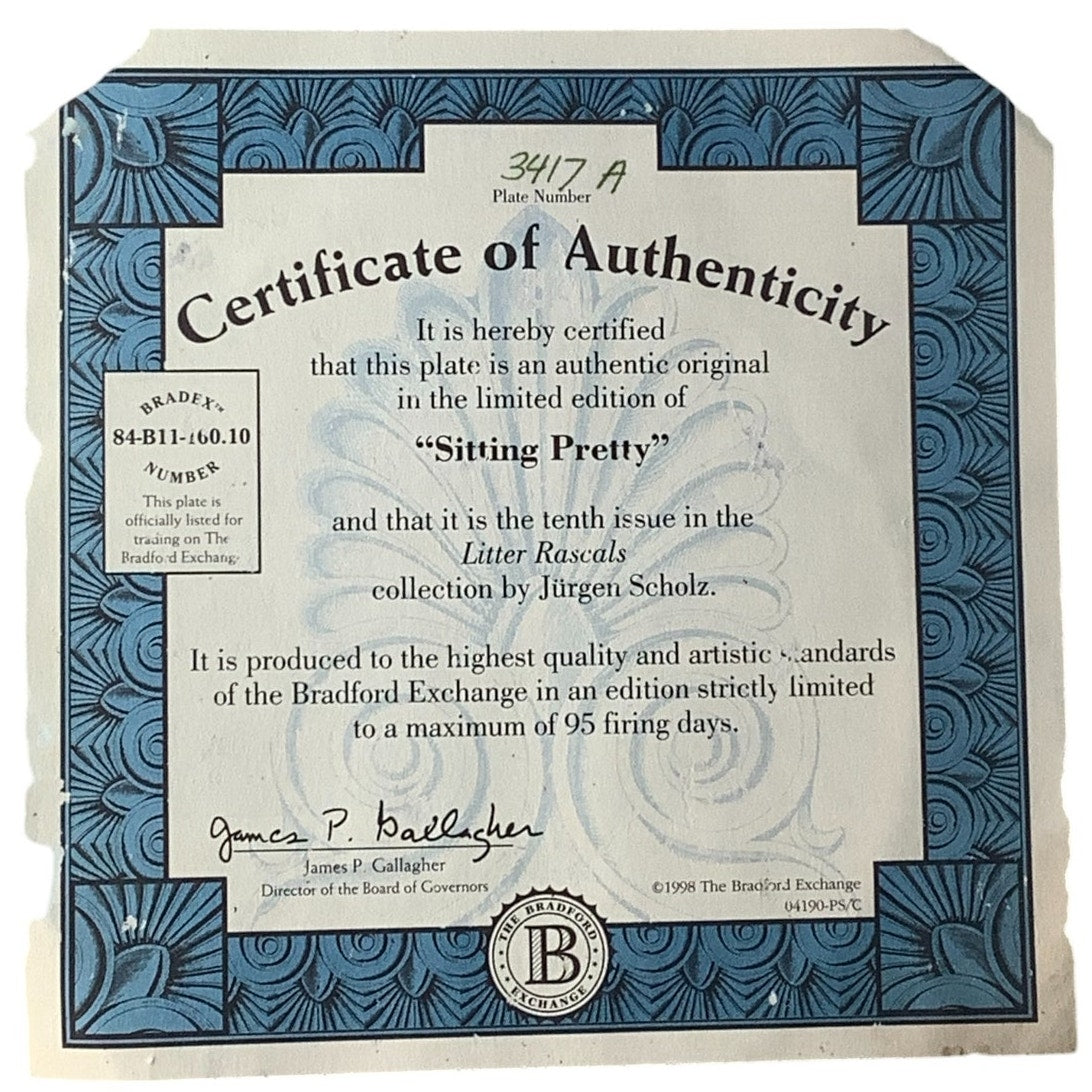 3417 A
Plate Number
Certificate of Authenticity
It is hereby certified
that this plate is an authentic original
in the limited edition of
“Sitting Pretty”
and that it is the tenth issue in the
Litter Rascals
collection by Jürgen Scholz.
It is produced to the highest quality and artistic
of the Bradford Exchange in an edition strictly limited
to a maximum of 95 firing days.
BRADEX™
84-B11-160.10
NUMBER
This plate is
officially listed for
trading on The
Bradford Exchange
James P. Gallagher
James P. Gallagher
Director of the Board of Governors
©1998 The Bradford Exchange
04190-PS/C
THE BRADFORD
B
EXCHANGE